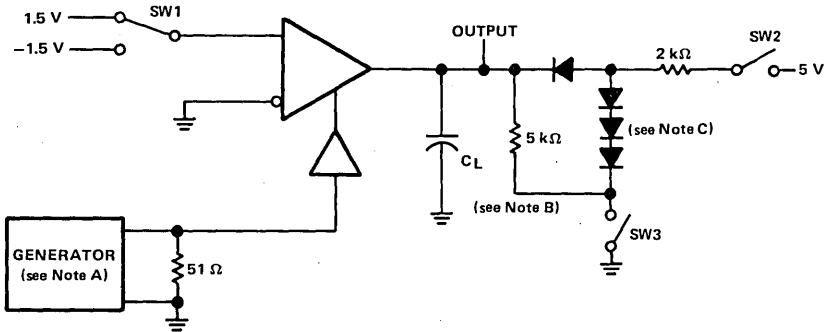 1.5 V
SW1
−1.5 V
OUTPUT
SW2
2 kΩ
5 V
5 kΩ
(see Note C)
CL
(see Note B)
SW3
GENERATOR
(see Note A)
51 Ω